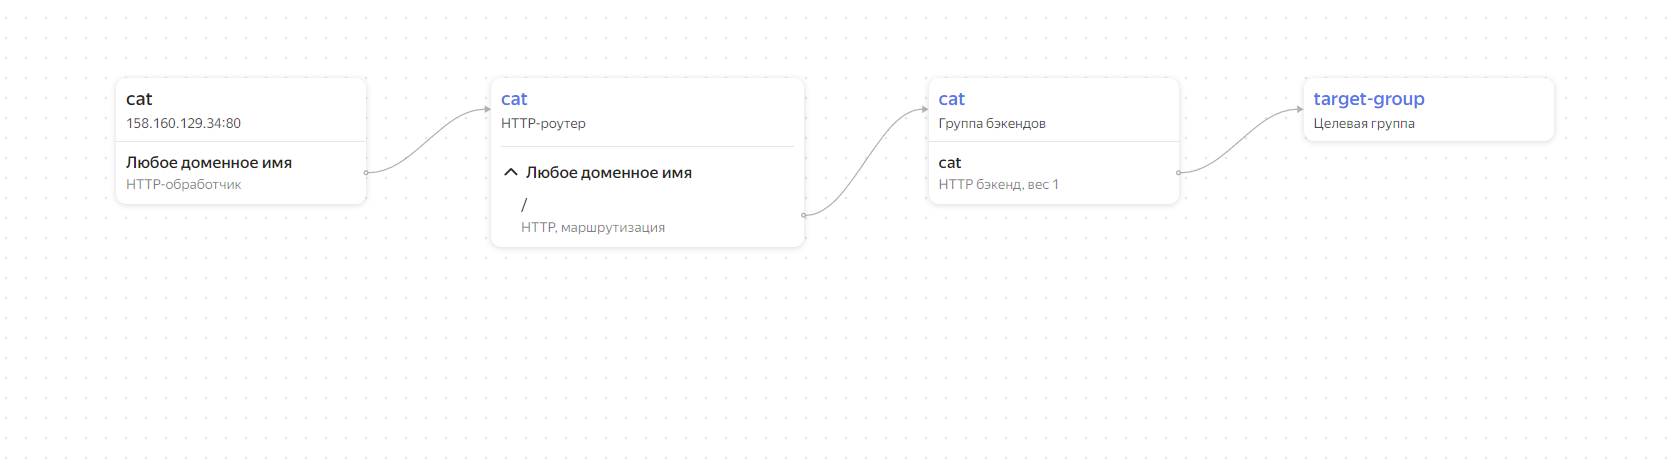 cat
158.160.129.34:80
Любое доменное имя
HTTP-обработчик
cat
HTTP-роутер
Любое доменное имя
/
HTTP, маршрутизация
cat
Группа бэкендов
cat
HTTP бэкенд, вес 1
target-group
Целевая группа